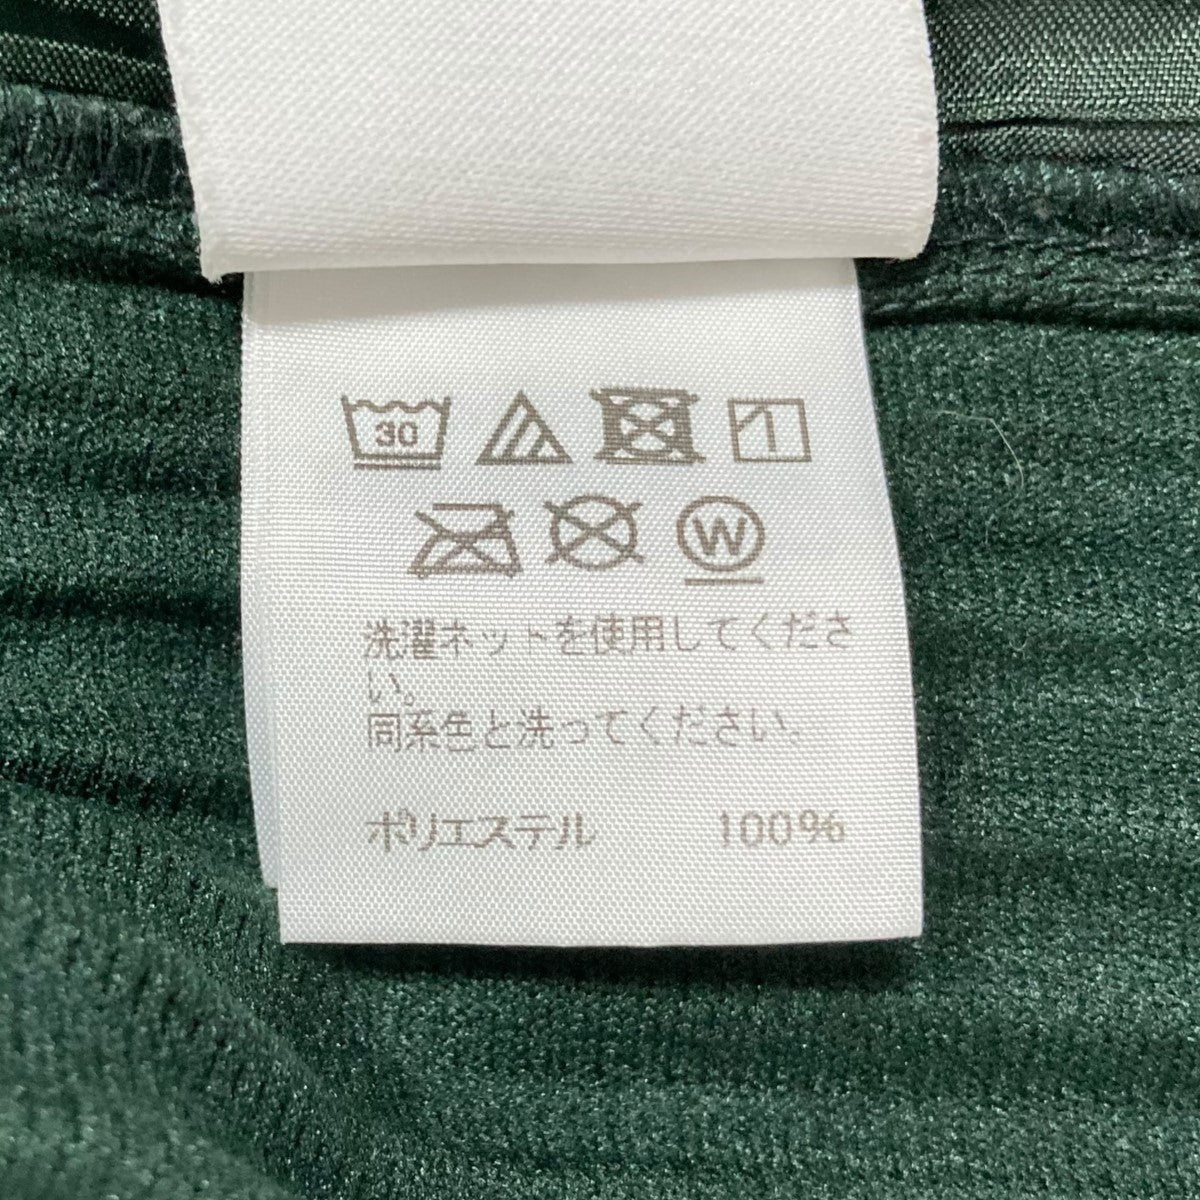 30
W
洗濯ネットを使用してくださ
い。
同系色と洗ってください。
ポリエステル 100%